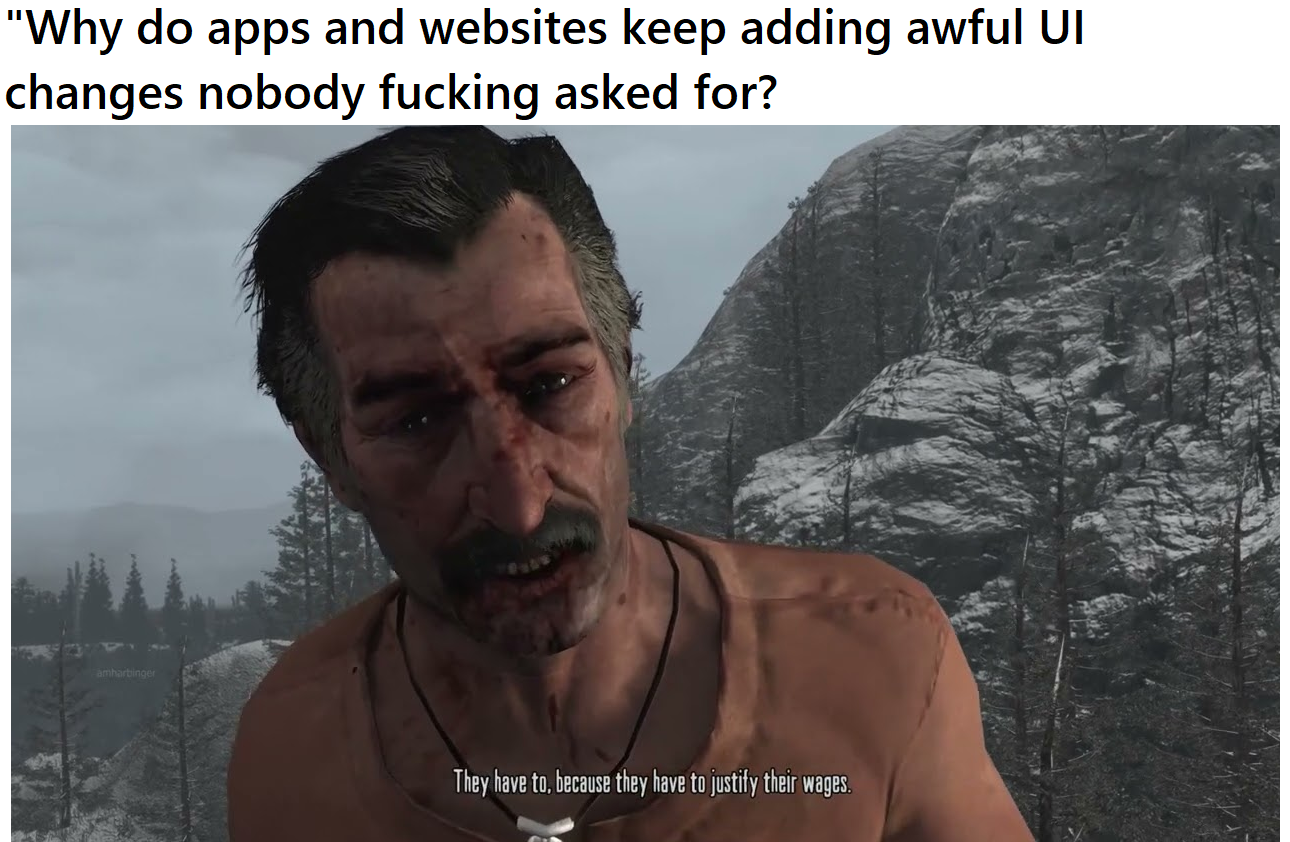 "Why do apps and websites keep adding awful UI
changes nobody fucking asked for?
amharbinger
They have to, because they have to justify their wages.